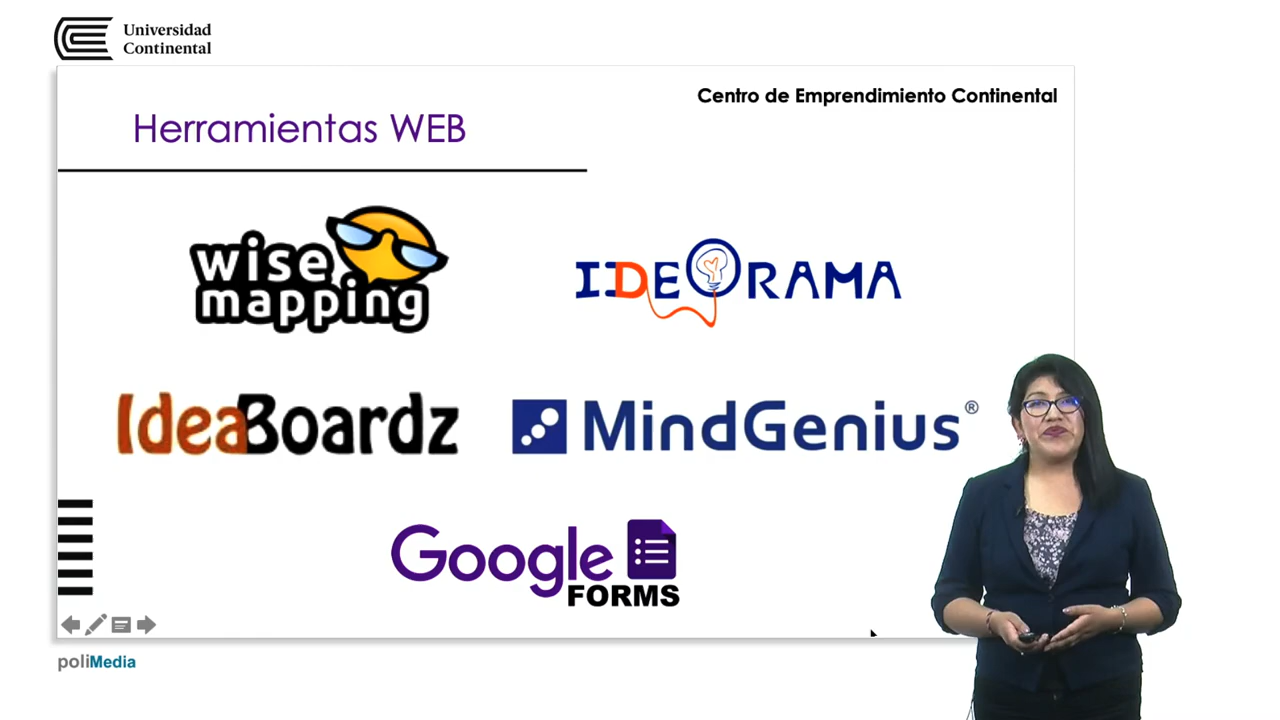 Universidad
Continental
Centro de Emprendimiento Continental
Herramientas WEB
wise
mapping
IDEORAMA
IdeaBoardz
MindGenius®
Google
FORMS
poliMedia